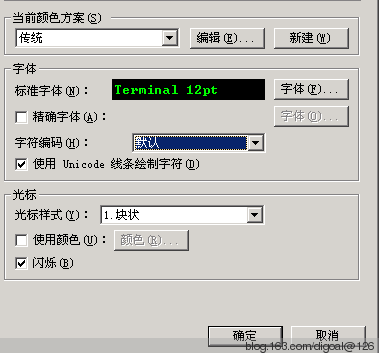 当前颜色方案(S)
传统 编辑(E)... 新建(W)
字体
标准字体(N): Terminal 12pt 字体(F)...
精确字体(A): 字体(O)...
字符编码(H): 默认
使用 Unicode 线条绘制字符(D)
光标
光标样式(Y): 1.块状
使用颜色(U): 颜色(R)...
闪烁(B)
确定 取消
blog.163.com/digoal@126